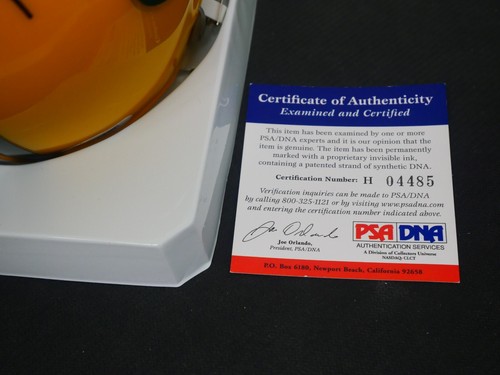 Certificate of Authenticity
Examined and Certified
This item has been examined by one or more
PSA/DNA experts and it is our opinion that the
item is genuine. The item has been permanently
marked with a proprietary invisible ink,
containing a patented strand of synthetic DNA.
Certification Number: H 04485
Verification inquiries can be made to PSA/DNA
by calling 800-325-1121 or by visiting www.psadna.com
and entering the certification number indicated above.
Joe Orlando
Joe Orlando,
President, PSA/DNA
PSA DNA
AUTHENTICATION SERVICES
A Division of Collectors Universe
NASDAQ: CLCT
P.O. Box 6180, Newport Beach, California 92658